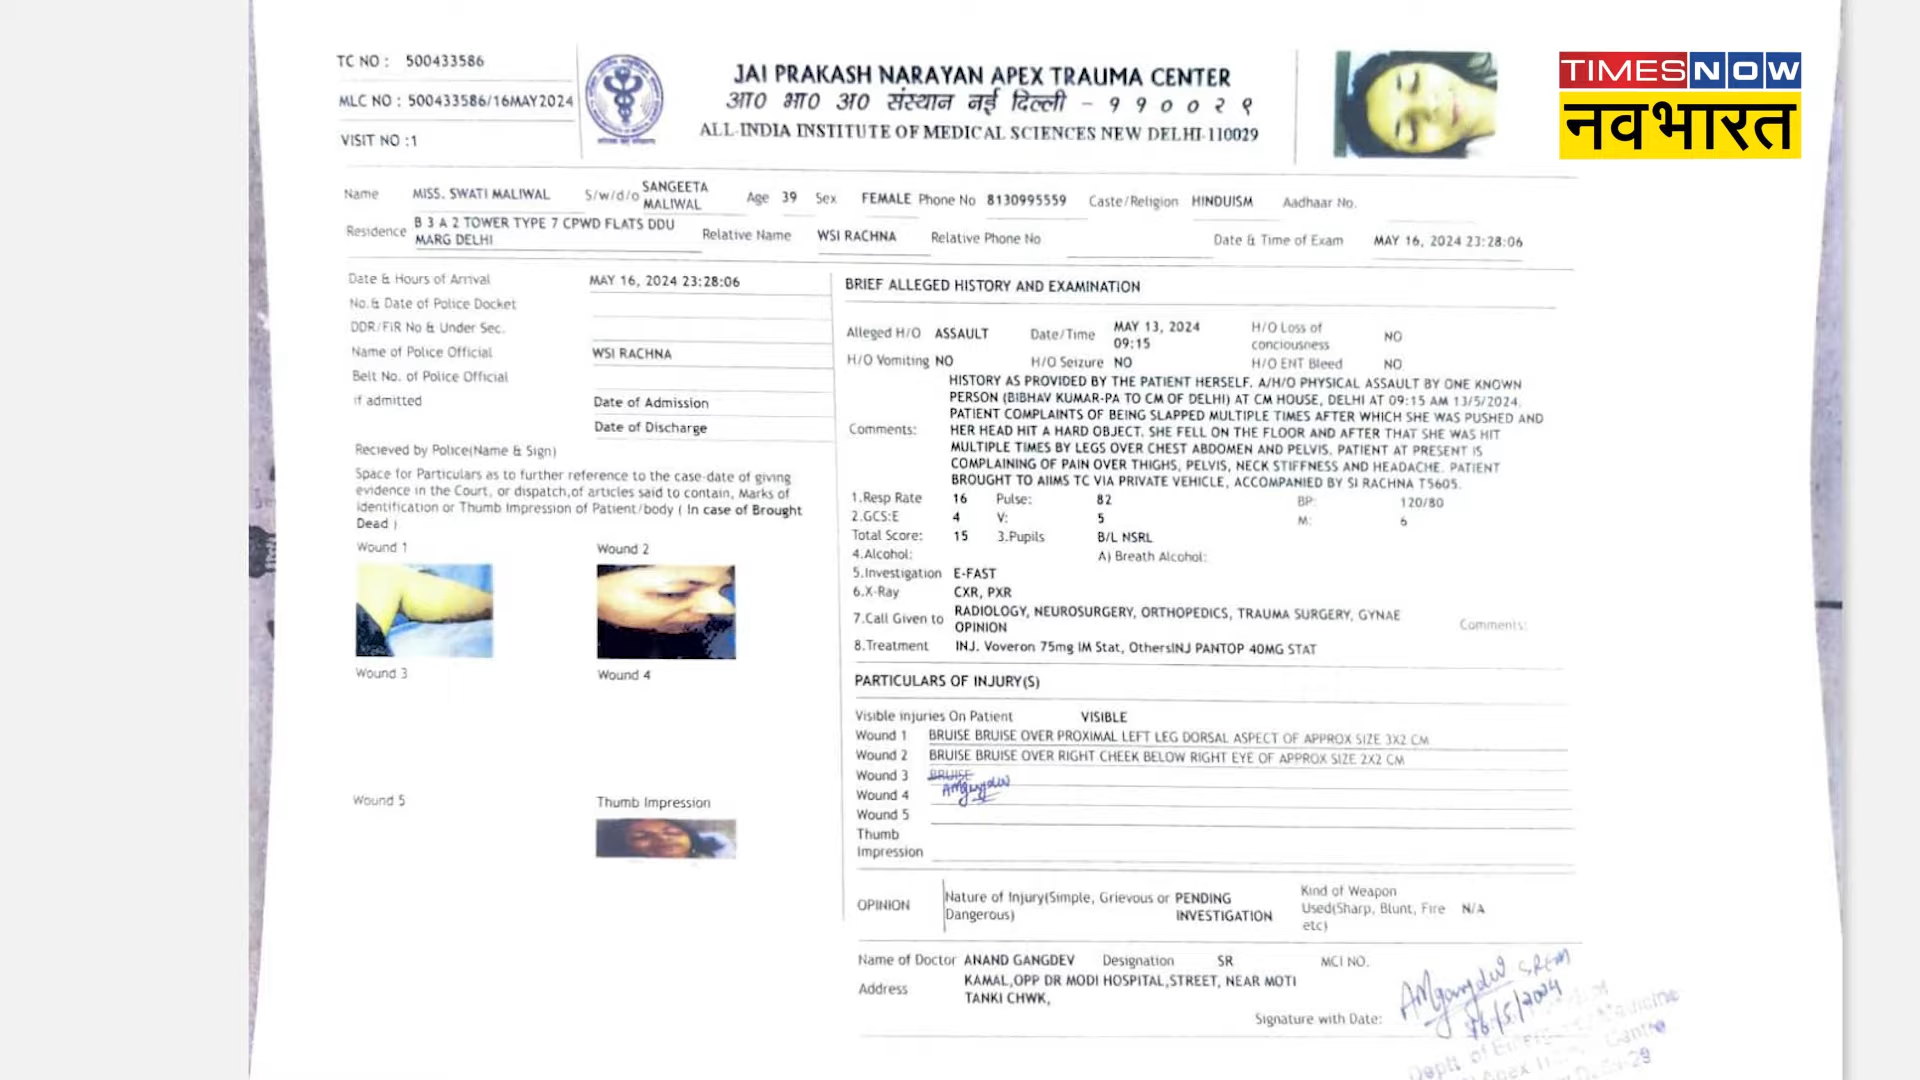 TC NO : 500433586
MLC NO : 500433586/16MAY2024
VISIT NO :1
JAI PRAKASH NARAYAN APEX TRAUMA CENTER
अा० भा० अ० संस्थान नई दिल्ली - ११००२९
ALL-INDIA INSTITUTE OF MEDICAL SCIENCES NEW DELHI-110029
TIMES NOW
नवभारत
Name MISS. SWATI MALIWAL S/w/d/o SANGEETA MALIWAL Age 39 Sex FEMALE Phone No 8130995559 Caste/Religion HINDUISM Aadhaar No.
Residence B 3 A 2 TOWER TYPE 7 CPWD FLATS DDU MARG DELHI Relative Name WSI RACHNA Relative Phone No Date & Time of Exam MAY 16, 2024 23:28:06
Date & Hours of Arrival MAY 16, 2024 23:28:06
No.& Date of Police Docket
DDR/FIR No & Under Sec.
Name of Police Official WSI RACHNA
Belt No. of Police Official
if admitted Date of Admission
Date of Discharge
Recieved by Police(Name & Sign)
Space for Particulars as to further reference to the case-date of giving
evidence in the Court, or dispatch,of articles said to contain, Marks of
identification or Thumb Impression of Patient/body ( In case of Brought
Dead )
Wound 1 Wound 2
Wound 3 Wound 4
Wound 5 Thumb Impression
BRIEF ALLEGED HISTORY AND EXAMINATION
Alleged H/O ASSAULT Date/Time MAY 13, 2024 09:15 H/O Loss of conciousness NO
H/O Vomiting NO H/O Seizure NO H/O ENT Bleed NO
HISTORY AS PROVIDED BY THE PATIENT HERSELF. A/H/O PHYSICAL ASSAULT BY ONE KNOWN
PERSON (BIBHAV KUMAR-PA TO CM OF DELHI) AT CM HOUSE, DELHI AT 09:15 AM 13/5/2024.
PATIENT COMPLAINTS OF BEING SLAPPED MULTIPLE TIMES AFTER WHICH SHE WAS PUSHED AND
Comments: HER HEAD HIT A HARD OBJECT. SHE FELL ON THE FLOOR AND AFTER THAT SHE WAS HIT
MULTIPLE TIMES BY LEGS OVER CHEST ABDOMEN AND PELVIS. PATIENT AT PRESENT IS
COMPLAINING OF PAIN OVER THIGHS, PELVIS, NECK STIFFNESS AND HEADACHE. PATIENT
BROUGHT TO AIIMS TC VIA PRIVATE VEHICLE, ACCOMPANIED BY SI RACHNA T5605.
1.Resp Rate 16 Pulse: 82 BP: 120/80
2.GCS:E 4 V: 5 M: 6
Total Score: 15 3.Pupils B/L NSRL
4.Alcohol: A) Breath Alcohol:
5.Investigation E-FAST
6.X-Ray CXR, PXR
7.Call Given to RADIOLOGY, NEUROSURGERY, ORTHOPEDICS, TRAUMA SURGERY, GYNAE OPINION Comments:
8.Treatment INJ. Voveron 75mg IM Stat, OthersINJ PANTOP 40MG STAT
PARTICULARS OF INJURY(S)
Visible injuries On Patient VISIBLE
Wound 1 BRUISE BRUISE OVER PROXIMAL LEFT LEG DORSAL ASPECT OF APPROX SIZE 3X2 CM
Wound 2 BRUISE BRUISE OVER RIGHT CHEEK BELOW RIGHT EYE OF APPROX SIZE 2X2 CM
Wound 3 BRUISE
Wound 4
Wound 5
Thumb
Impression
OPINION Nature of Injury(Simple, Grievous or Dangerous) PENDING INVESTIGATION Kind of Weapon Used(Sharp, Blunt, Fire etc) N/A
Name of Doctor ANAND GANGDEV Designation SR MCI NO.
Address KAMAL,OPP DR MODI HOSPITAL,STREET, NEAR MOTI
TANKI CHWK,
Signature with Date:
16/5/2024